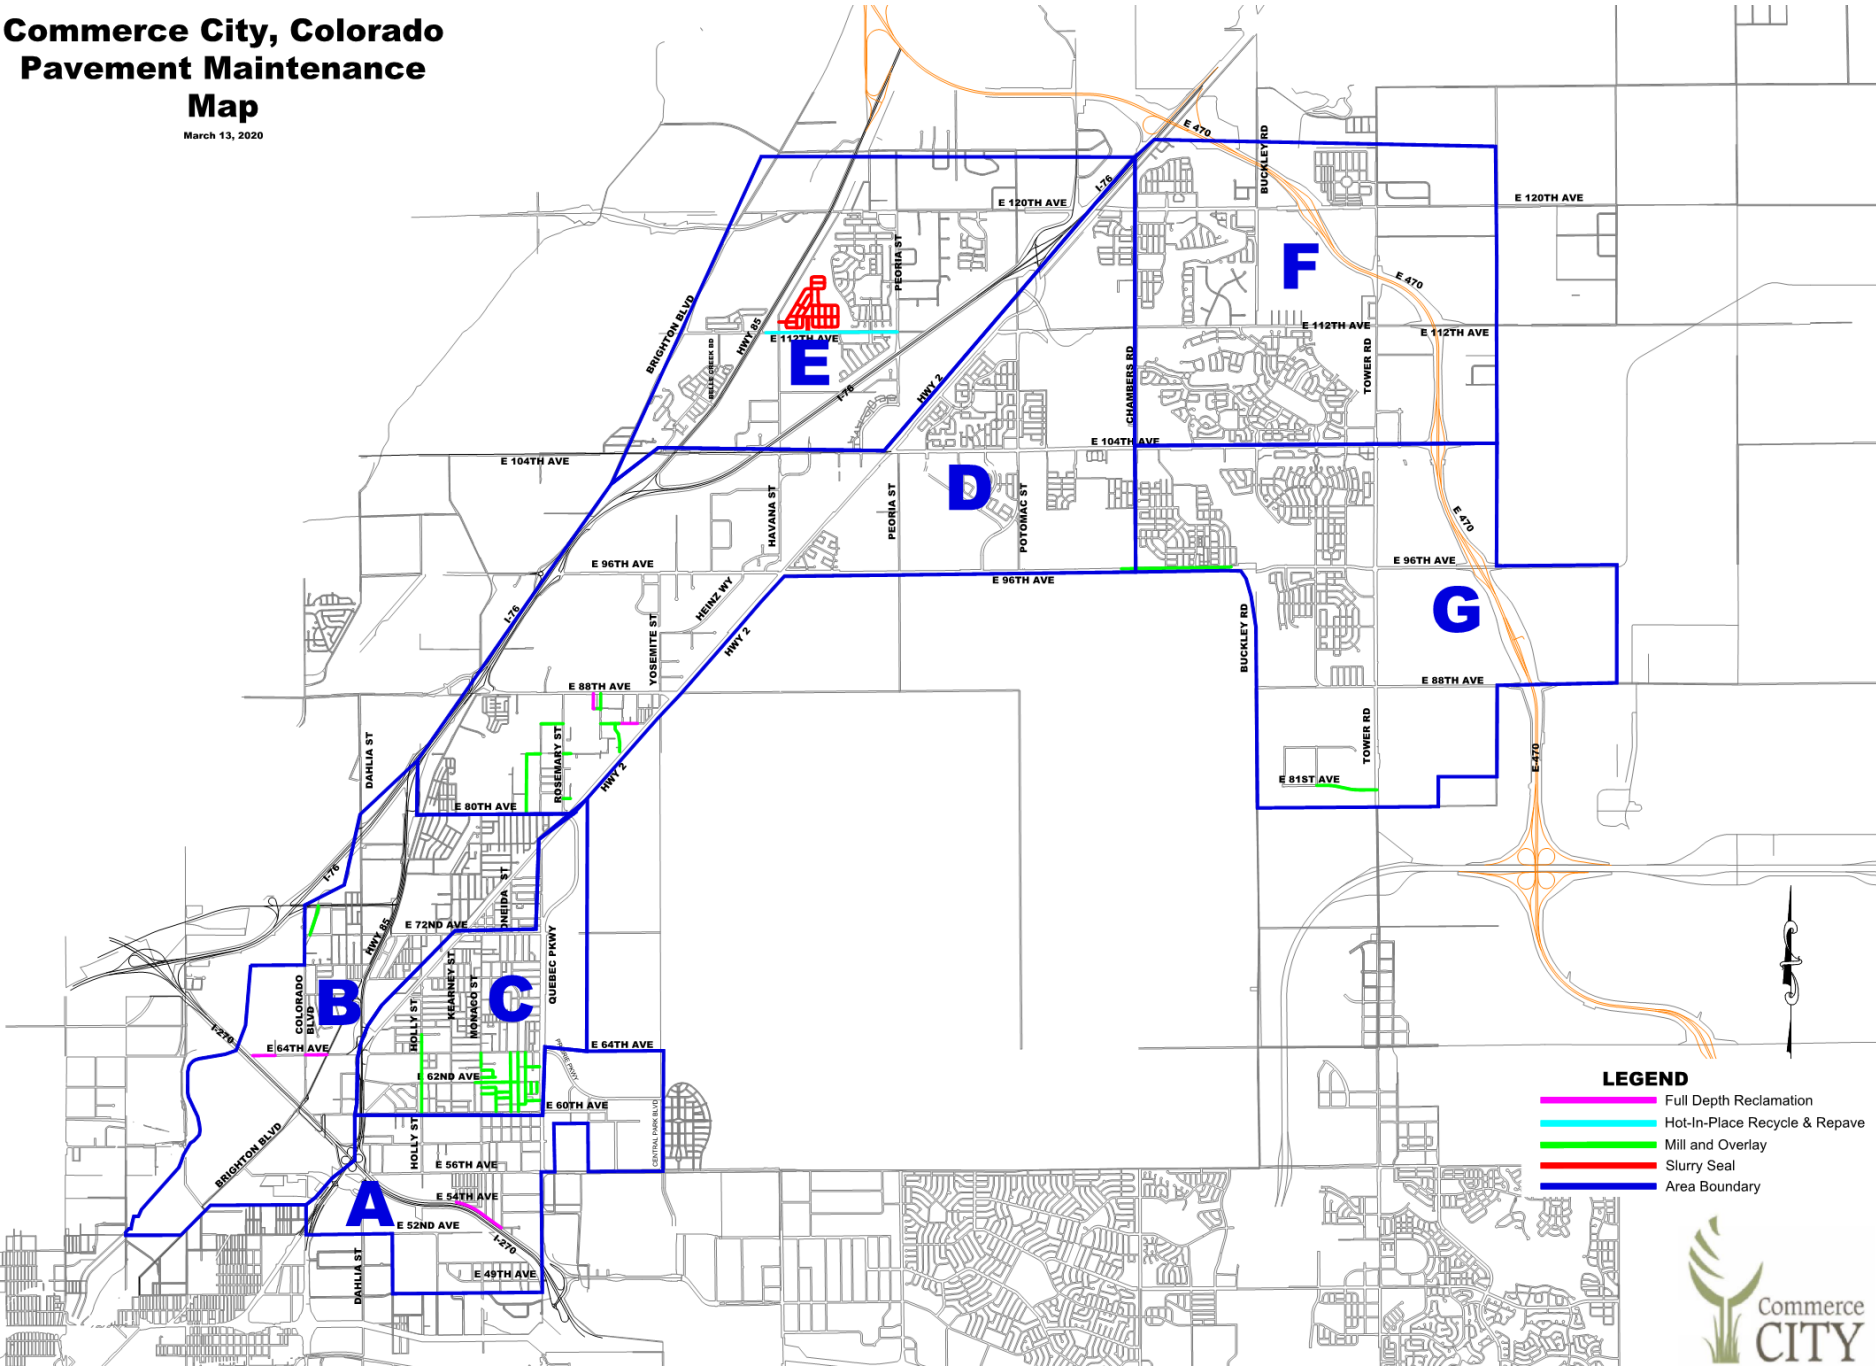 Commerce City, Colorado
Pavement Maintenance
Map
March 13, 2020
E 470
BUCKLEY RD
I-76
E 120TH AVE
E 120TH AVE
PEORIA ST
F
E 470
BRIGHTON BLVD
HWY 85
E 112TH AVE
E 112TH AVE
E 112TH AVE
E
BELLE CREEK BD
I-76
HWY 2
CHAMBERS RD
TOWER RD
E 104TH AVE
E 104TH AVE
D
HAVANA ST
PEORIA ST
POTOMAC ST
E 470
E 96TH AVE
E 96TH AVE
E 96TH AVE
I-76
HEINZ WY
HWY 2
YOSEMITE ST
BUCKLEY RD
G
E 88TH AVE
E 88TH AVE
DAHLIA ST
ROSEMARY ST
HWY 2
TOWER RD
E-470
E 81ST AVE
E 80TH AVE
I-76
ONEIDA ST
E 72ND AVE
HWY 85
QUEBEC PKWY
KEARNEY ST
MONACO ST
HOLLY ST
COLORADO
BLVD
B
C
I-270
E 64TH AVE
E 64TH AVE
PRAIRIE PKWY
E 62ND AVE
E 60TH AVE
CENTRAL PARK BLVD
HOLLY ST
BRIGHTON BLVD
E 56TH AVE
A
E 54TH AVE
E 52ND AVE
I-270
DAHLIA ST
E 49TH AVE
LEGEND
Full Depth Reclamation
Hot-In-Place Recycle & Repave
Mill and Overlay
Slurry Seal
Area Boundary
Commerce
CITY